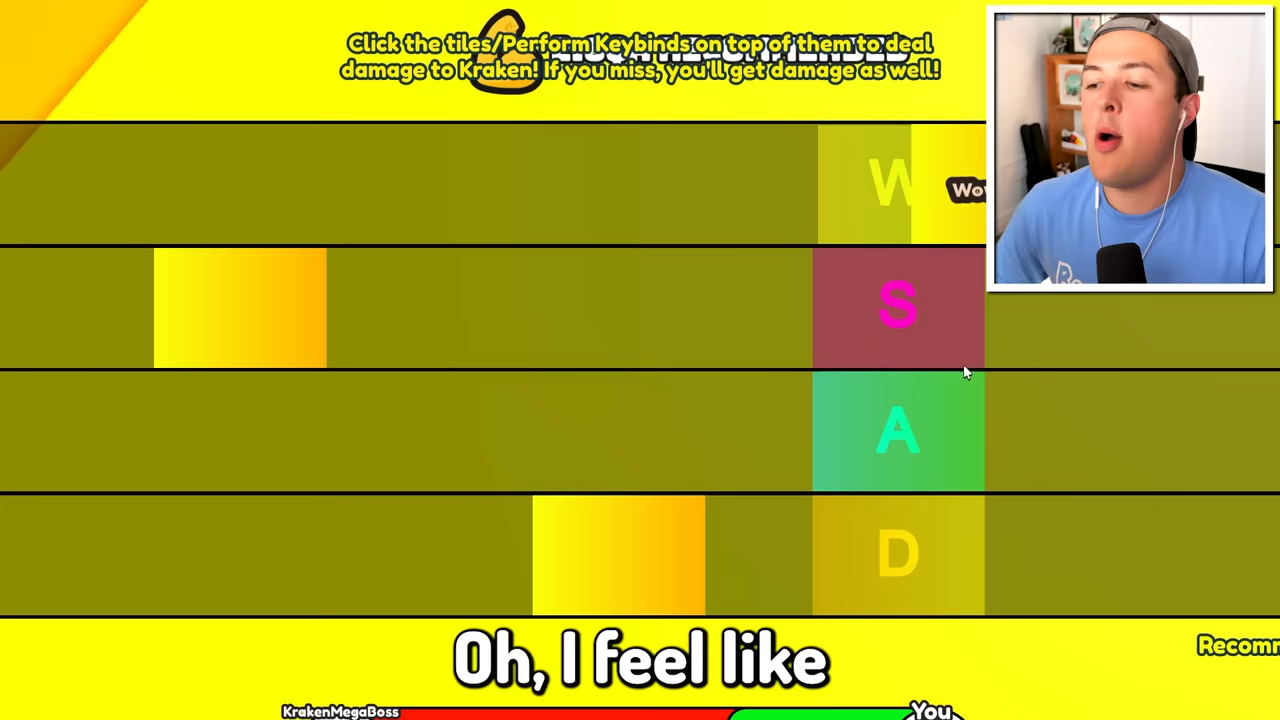 Click the tiles/Perform Keybinds on top of them to deal
damage to Kraken! If you miss, you'll get damage as well!
W
S
A
D
Oh, I feel like
KrakenMegaBoss
You